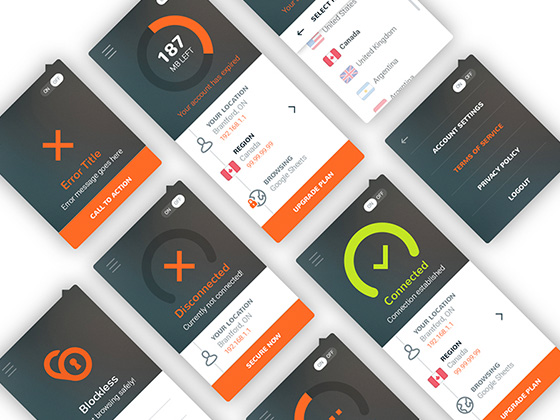 ON
OFF
Error Title
Error message goes here
CALL TO ACTION
187
MB LEFT
Your account has expired
YOUR LOCATION
Brantford, ON
192.168.1.1
REGION
Canada
99.99.99.99
BROWSING
Google Sheets
UPGRADE PLAN
United States
Canada
United Kingdom
Argentina
ON
OFF
ACCOUNT SETTINGS
TERMS OF SERVICE
PRIVACY POLICY
LOGOUT
ON
OFF
Disconnected
Currently not connected!
YOUR LOCATION
Brantford, ON
192.168.1.1
SECURE NOW
ON
OFF
Connected
Connection established
YOUR LOCATION
Brantford, ON
192.168.1.1
REGION
Canada
99.99.99.99
BROWSING
Google Sheets
UPGRADE PLAN
Blockless
ON
OFF